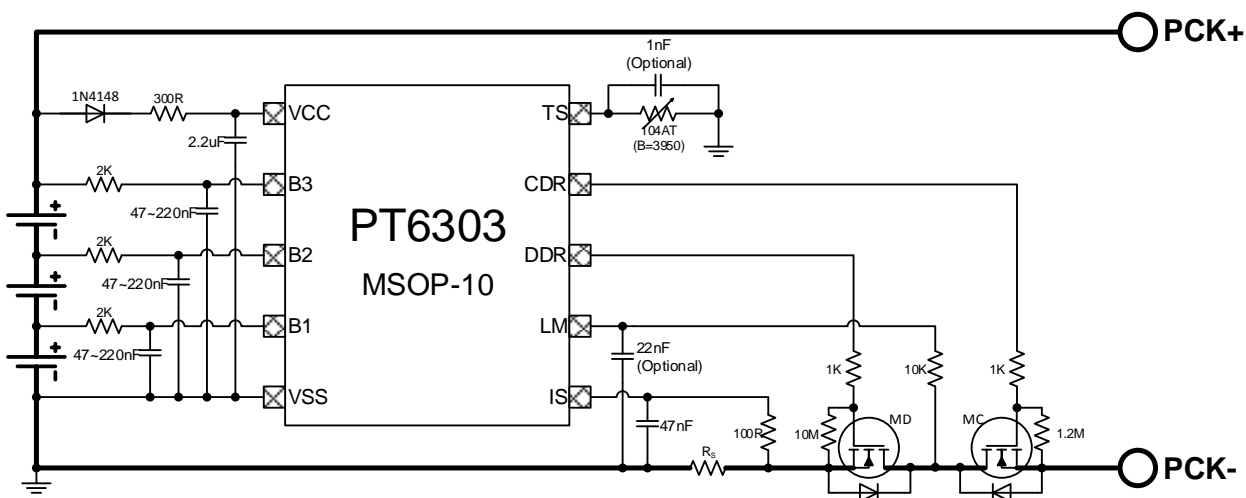 PCK+
1nF
(Optional)
1N4148
300R
VCC
TS
2.2uF
104AT
(B=3950)
2K
B3
CDR
47~220nF
PT6303
2K
B2
DDR
MSOP-10
47~220nF
2K
B1
LM
47~220nF
22nF
(Optional)
1K
10K
1K
VSS
IS
47nF
100R
10M
MD
MC
1.2M
RS
PCK-